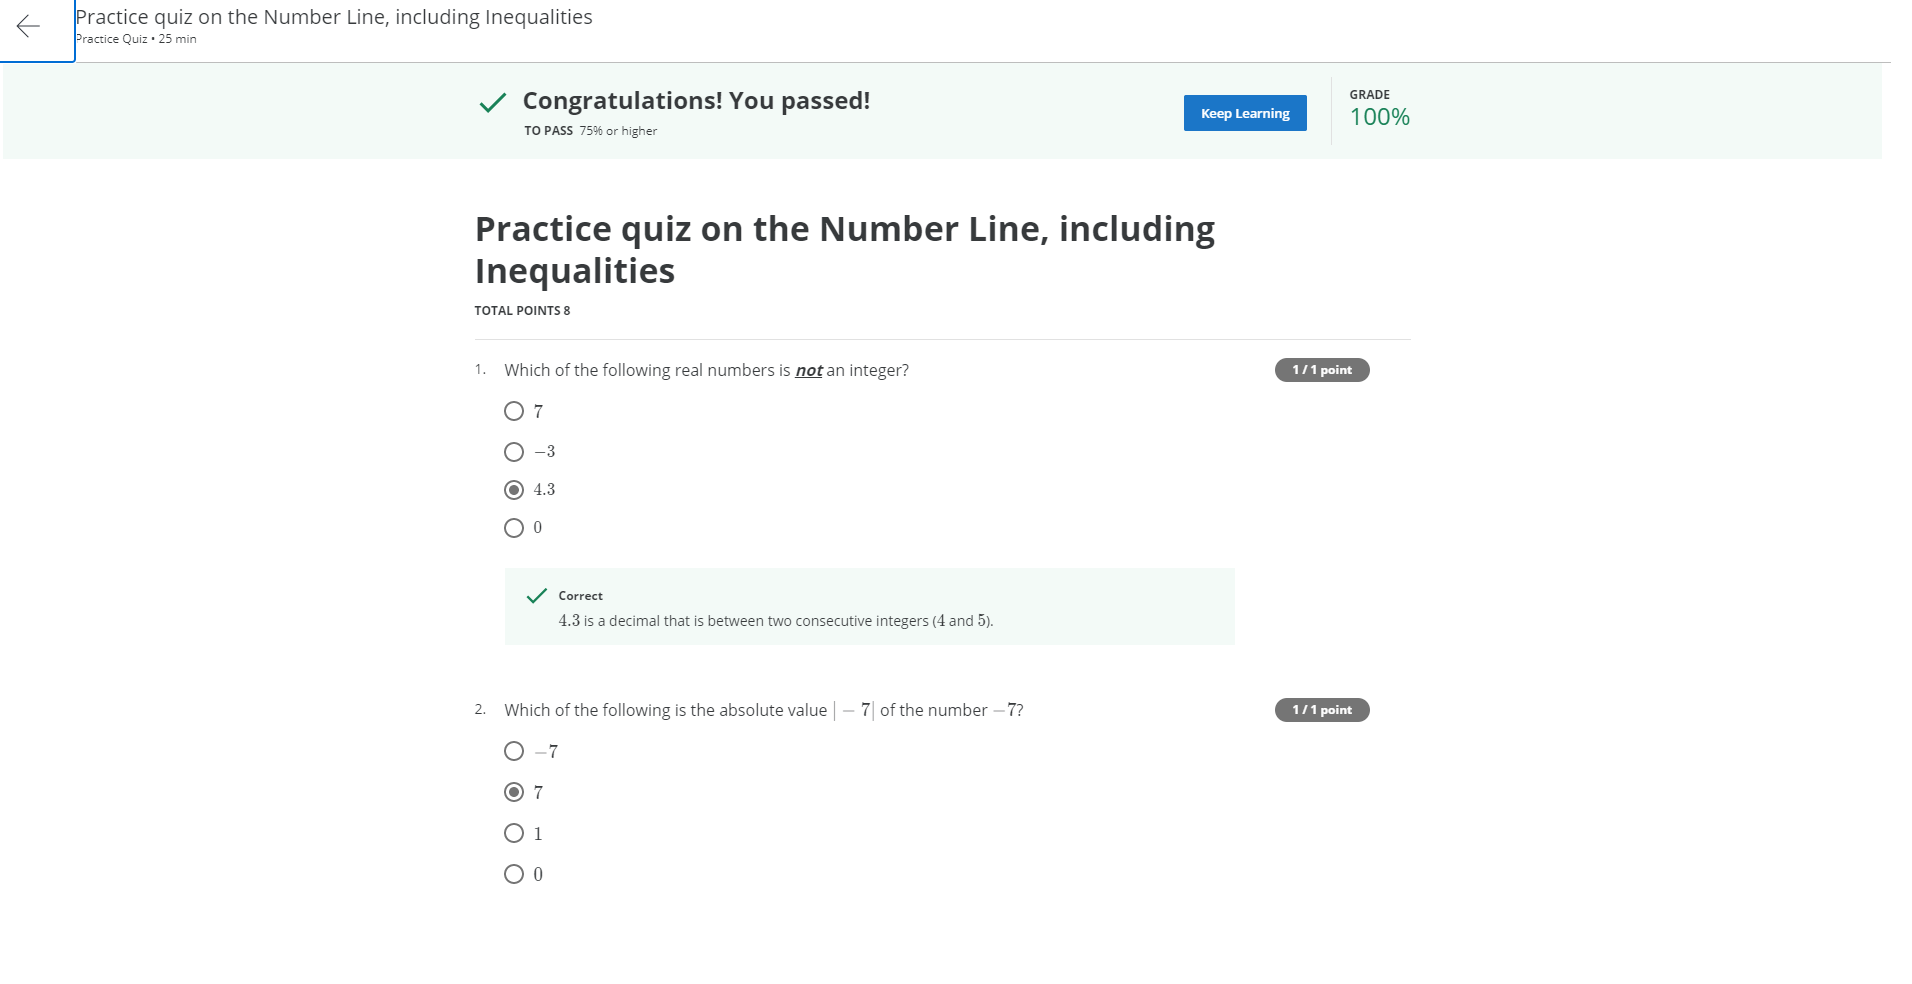 Practice quiz on the Number Line, including Inequalities
Practice Quiz • 25 min
Congratulations! You passed!
TO PASS 75% or higher
Keep Learning
GRADE
100%
Practice quiz on the Number Line, including
Inequalities
TOTAL POINTS 8
1. Which of the following real numbers is not an integer?
1 / 1 point
7
−3
4.3
0
Correct
4.3 is a decimal that is between two consecutive integers (4 and 5).
2. Which of the following is the absolute value | − 7| of the number −7?
1 / 1 point
−7
7
1
0